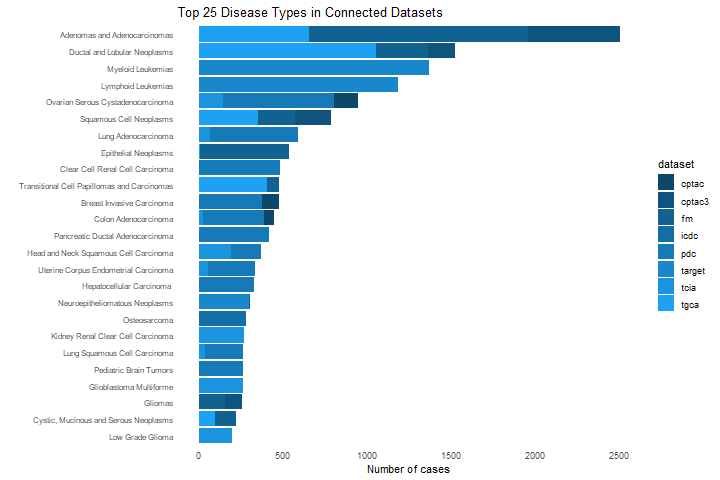 Top 25 Disease Types in Connected Datasets
Adenomas and Adenocarcinomas
Ductal and Lobular Neoplasms
Myeloid Leukemias
Lymphoid Leukemias
Ovarian Serous Cystadenocarcinoma
Squamous Cell Neoplasms
Lung Adenocarcinoma
Epithelial Neoplasms
Clear Cell Renal Cell Carcinoma
Transitional Cell Papillomas and Carcinomas
Breast Invasive Carcinoma
Colon Adenocarcinoma
Pancreatic Ductal Adenocarcinoma
Head and Neck Squamous Cell Carcinoma
Uterine Corpus Endometrial Carcinoma
Hepatocellular Carcinoma
Neuroepitheliomatous Neoplasms
Osteosarcoma
Kidney Renal Clear Cell Carcinoma
Lung Squamous Cell Carcinoma
Pediatric Brain Tumors
Glioblastoma Multiforme
Gliomas
Cystic, Mucinous and Serous Neoplasms
Low Grade Glioma
0 500 1000 1500 2000 2500
Number of cases
dataset
cptac
cptac3
fm
icdc
pdc
target
tcia
tgca